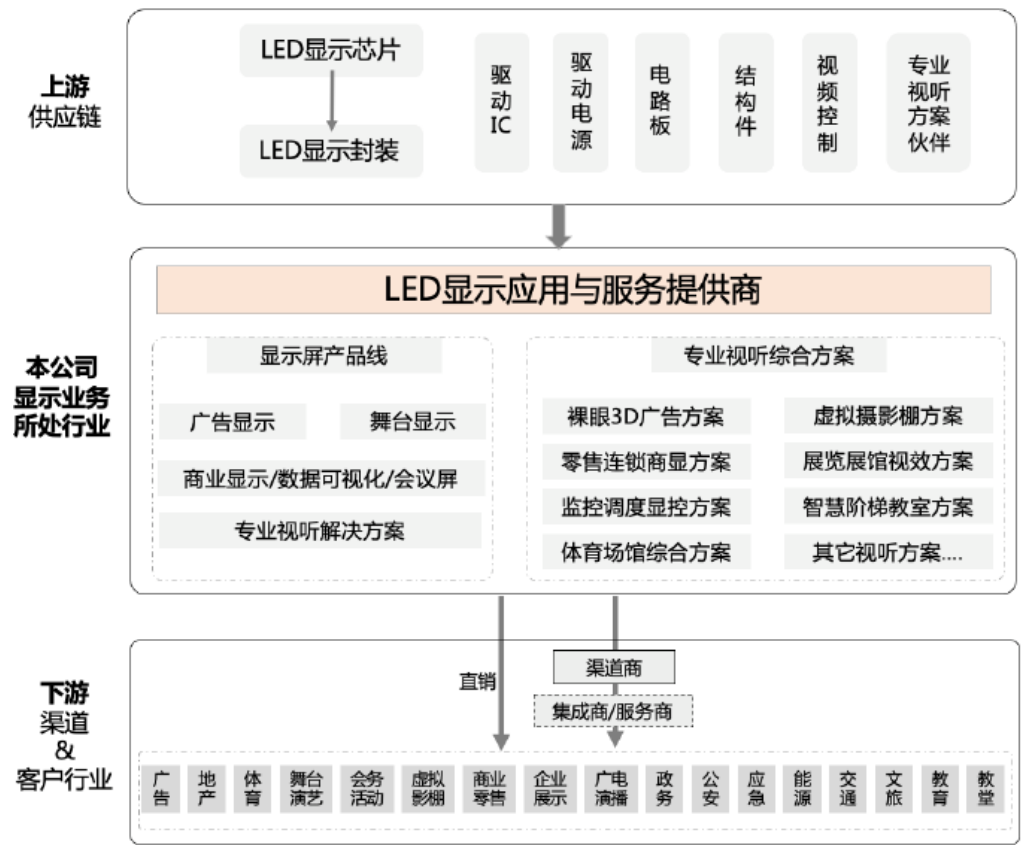 上游
供应链
LED显示芯片
LED显示封装
驱动IC
驱动电源
电路板
结构件
视频控制
专业视听方案伙伴
本公司
显示业务
所处行业
LED显示应用与服务提供商
显示屏产品线
广告显示
舞台显示
商业显示/数据可视化/会议屏
专业视听解决方案
专业视听综合方案
裸眼3D广告方案
虚拟摄影棚方案
零售连锁商显方案
展览展馆视效方案
监控调度显控方案
智慧阶梯教室方案
体育场馆综合方案
其它视听方案....
下游
渠道
&
客户行业
直销
渠道商
集成商/服务商
广告
地产
体育
舞台
演艺
会务
活动
虚拟
影棚
商业
零售
企业
展示
广电
演播
政务
公安
应急
能源
交通
文旅
教育
教堂